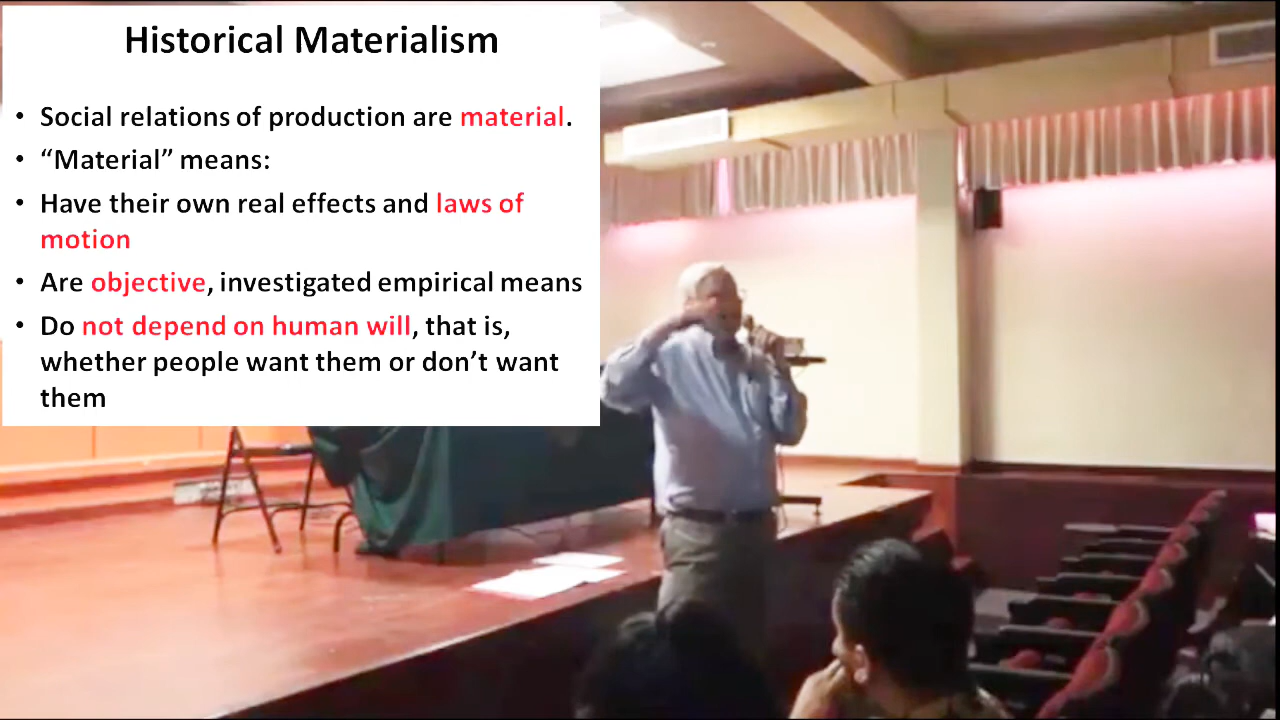 Historical Materialism
• Social relations of production are material.
• “Material” means:
• Have their own real effects and laws of
motion
• Are objective, investigated empirical means
• Do not depend on human will, that is,
whether people want them or don’t want
them